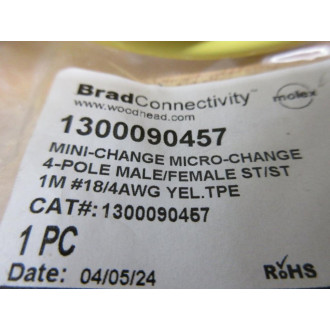 BradConnectivity™
www.woodhead.com
molex
1300090457
MINI-CHANGE MICRO-CHANGE
4-POLE MALE/FEMALE ST/ST
1M #18/4AWG YEL.TPE
CAT#: 1300090457
1 PC
Date: 04/05/24
RoHS